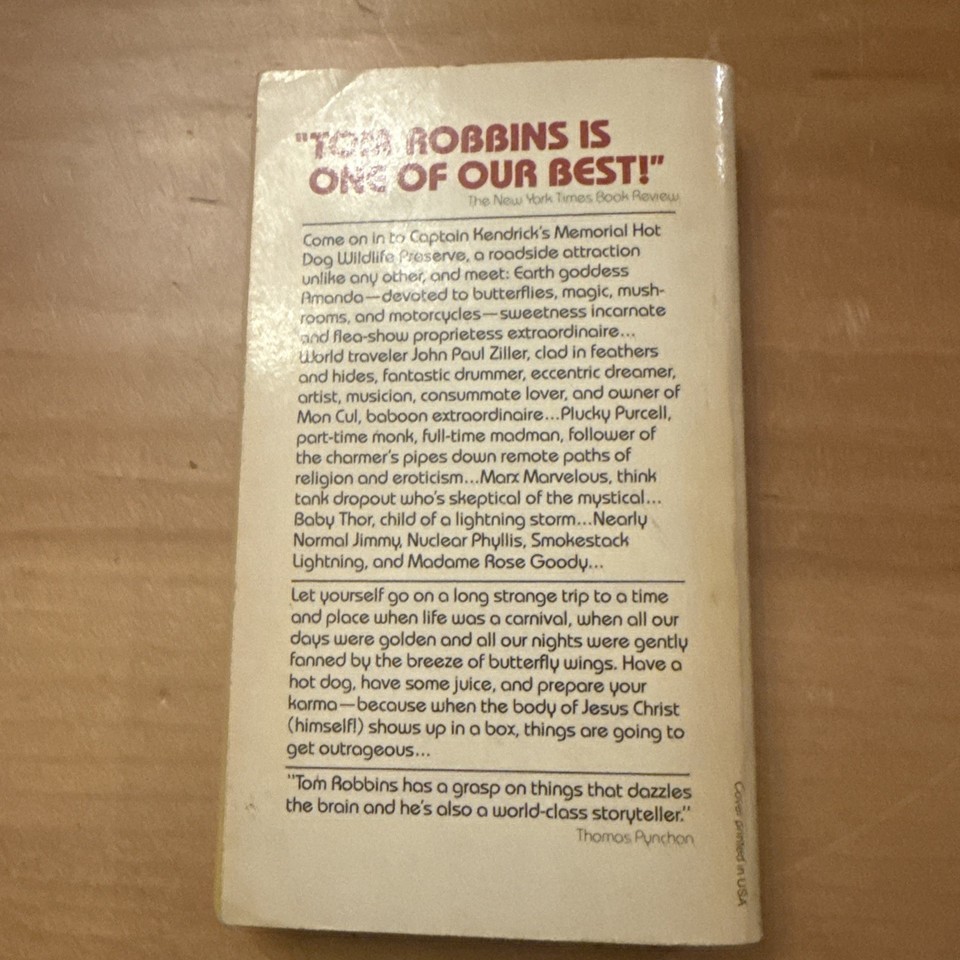 "TOM ROBBINS IS
ONE OF OUR BEST!"
The New York Times Book Review
Come on in to Captain Kendrick's Memorial Hot
Dog Wildlife Preserve, a roadside attraction
unlike any other, and meet: Earth goddess
Amanda—devoted to butterflies, magic, mush-
rooms, and motorcycles—sweetness incarnate
and flea-show proprietess extraordinaire...
World traveler John Paul Ziller, clad in feathers
and hides, fantastic drummer, eccentric dreamer,
artist, musician, consummate lover, and owner of
Mon Cul, baboon extraordinaire...Plucky Purcell,
part-time monk, full-time madman, follower of
the charmer's pipes down remote paths of
religion and eroticism...Marx Marvelous, think
tank dropout who's skeptical of the mystical...
Baby Thor, child of a lightning storm...Nearly
Normal Jimmy, Nuclear Phyllis, Smokestack
Lightning, and Madame Rose Goody...
Let yourself go on a long strange trip to a time
and place when life was a carnival, when all our
days were golden and all our nights were gently
fanned by the breeze of butterfly wings. Have a
hot dog, have some juice, and prepare your
karma—because when the body of Jesus Christ
(himself!) shows up in a box, things are going to
get outrageous...
"Tom Robbins has a grasp on things that dazzles
the brain and he's also a world-class storyteller."
Thomas Pynchon
Cover printed in USA